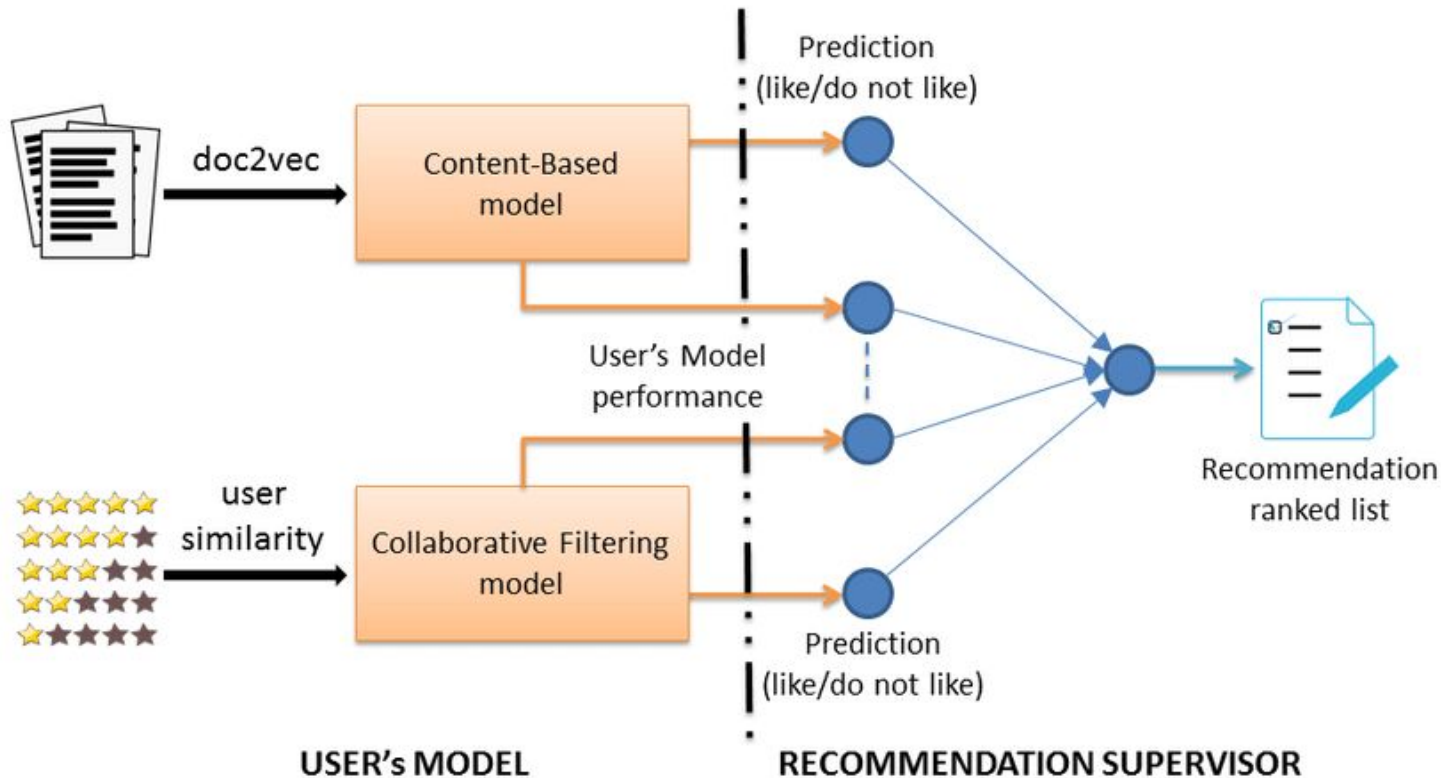 Prediction
(like/do not like)
doc2vec
Content-Based
model
User's Model
performance
user
similarity
Collaborative Filtering
model
Recommendation
ranked list
Prediction
(like/do not like)
USER's MODEL
RECOMMENDATION SUPERVISOR